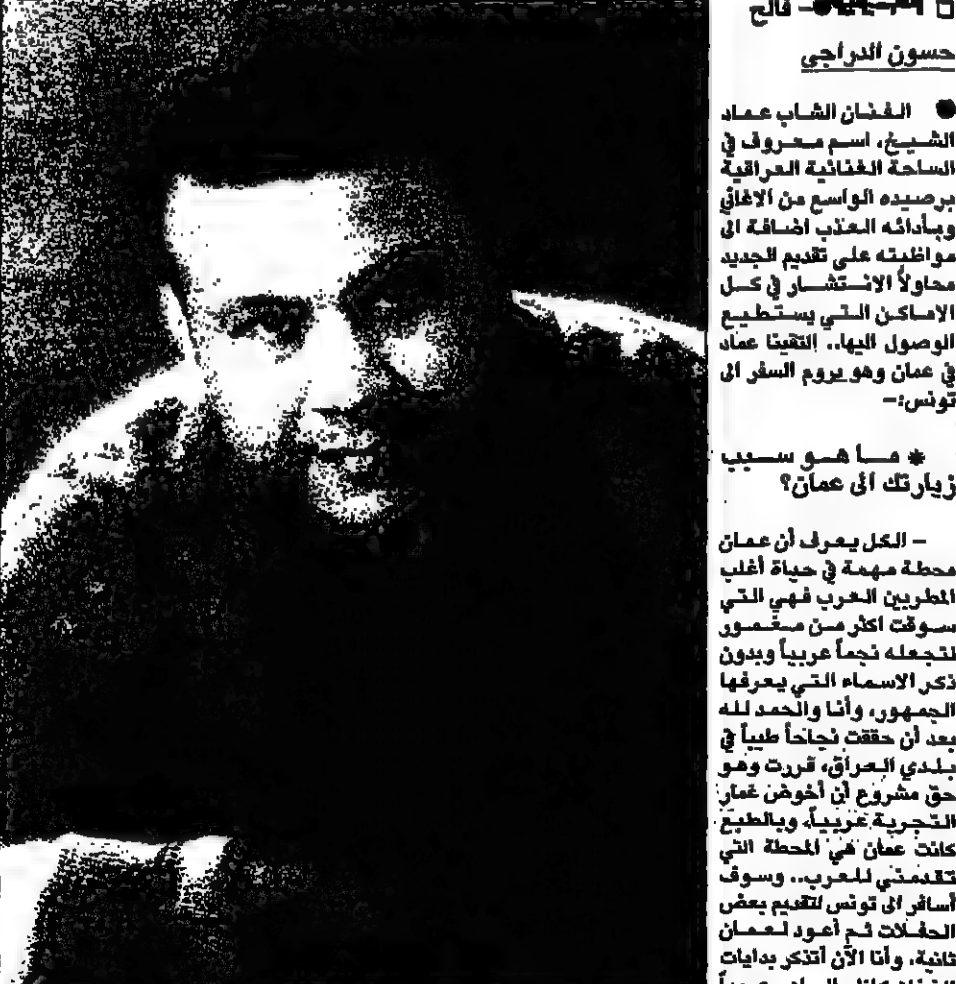 فالح
حسون الدراجي
● الفنان الشاب عماد
الشيخ، اسم معروف في
الساحة الغنائية العراقية
برصيده الواسع من الاغاني
وبأدائه العذب اضافة الى
مواظبته على تقديم الجديد
محاولاً الانتشار في كل
الاماكن التي يستطيع
الوصول اليها.. التقينا عماد
في عمان وهو يروم السفر الى
تونس:-
* ما هو سبب
زيارتك الى عمان؟
- الكل يعرف أن عمان
محطة مهمة في حياة أغلب
المطربين العرب فهي التي
سوقت اكثر من مغمور
لتجعله نجماً عربياً وبدون
ذكر الاسماء التي يعرفها
الجمهور، وأنا والحمد لله
بعد أن حققت نجاحاً طيباً في
بلدي العراق، قررت وهو
حق مشروع أن أخوض غمار
التجربة عربياً، وبالطبع
كانت عمان هي المحطة التي
تقدمني للعرب.. وسوف
أسافر الى تونس لتقديم بعض
الحفلات ثم أعود لعمان
ثانية، وأنا الآن أتذكر بدايات